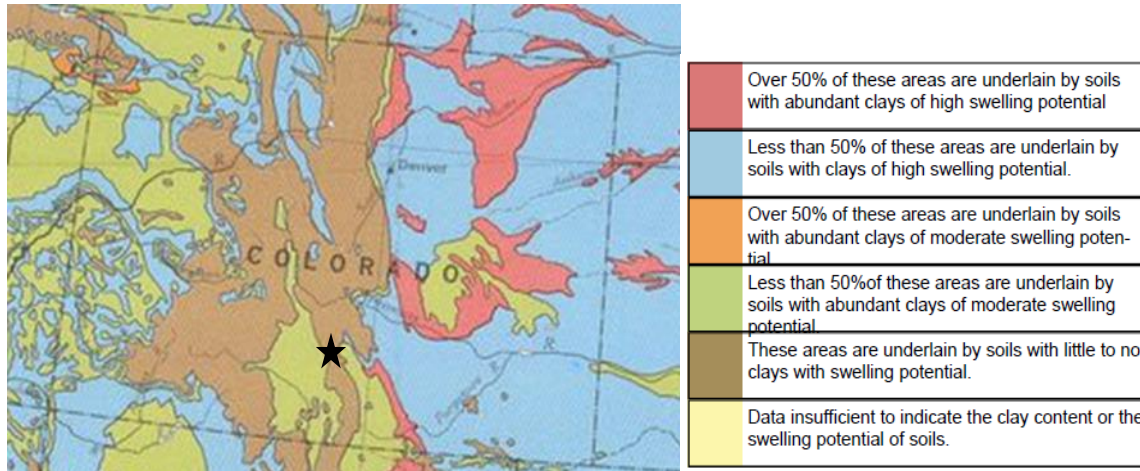 Denver
COLORADO
R.
R.
Over 50% of these areas are underlain by soils
with abundant clays of high swelling potential
Less than 50% of these areas are underlain by
soils with clays of high swelling potential.
Over 50% of these areas are underlain by soils
with abundant clays of moderate swelling poten-
tial
Less than 50%of these areas are underlain by
soils with abundant clays of moderate swelling
potential.
These areas are underlain by soils with little to no
clays with swelling potential.
Data insufficient to indicate the clay content or the
swelling potential of soils.